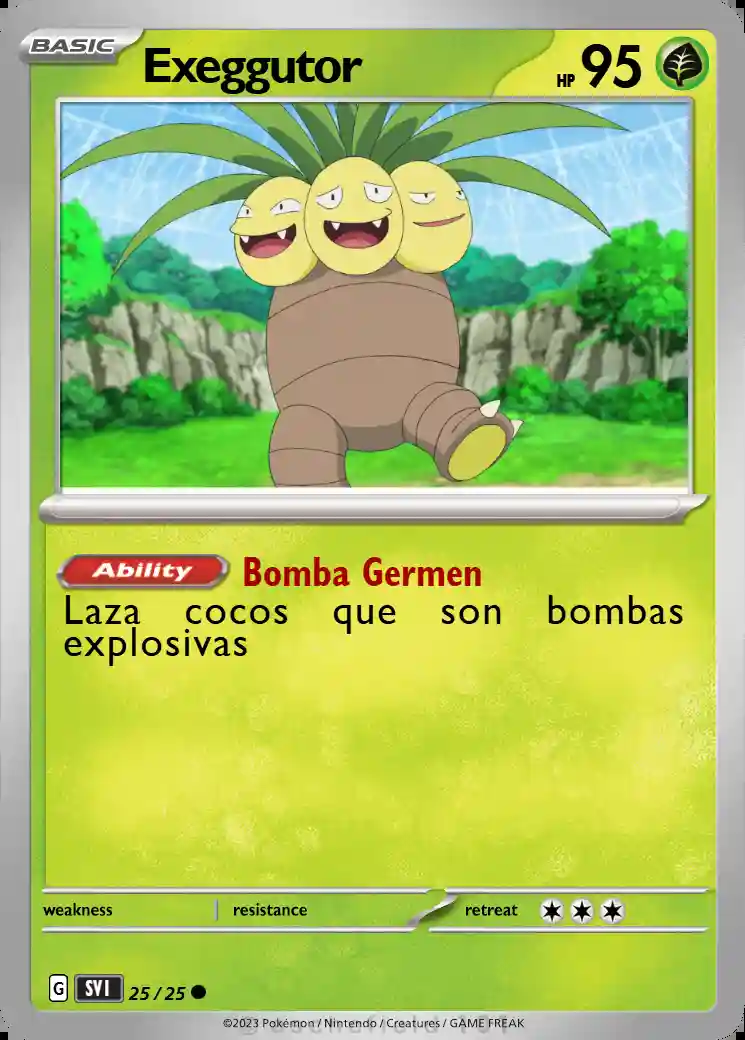 BASIC
Exeggutor
HP 95
Ability Bomba Germen
Laza cocos que son bombas
explosivas
weakness resistance retreat
G SVI 25 / 25
©2023 Pokémon / Nintendo / Creatures / GAME FREAK